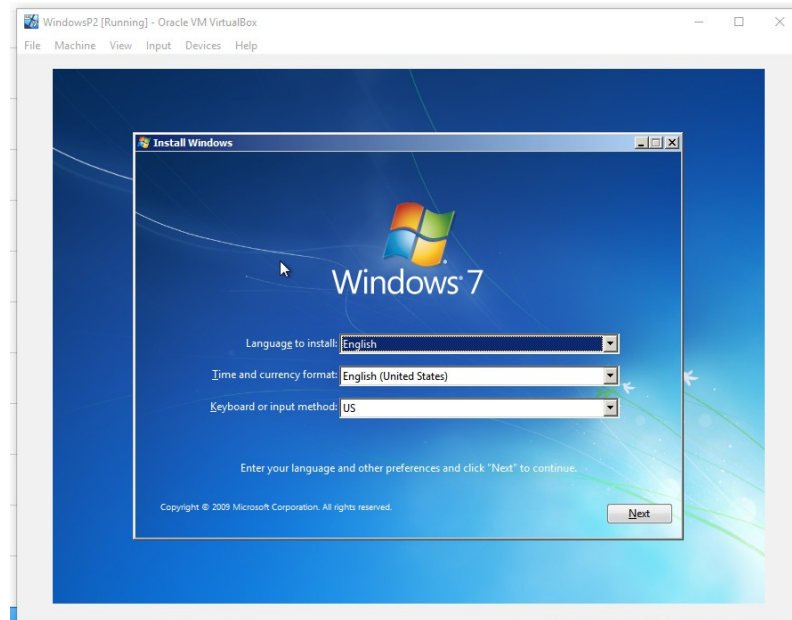 WindowsP2 [Running] - Oracle VM VirtualBox
File Machine View Input Devices Help
Install Windows
Windows® 7
Language to install: English
Time and currency format: English (United States)
Keyboard or input method: US
Enter your language and other preferences and click "Next" to continue.
Copyright © 2009 Microsoft Corporation. All rights reserved.
Next